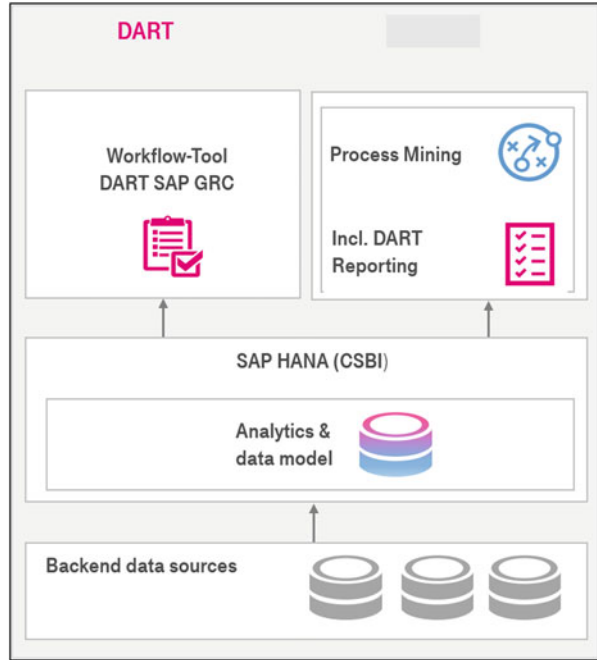 DART
Workflow-Tool
DART SAP GRC
Process Mining
Incl. DART
Reporting
SAP HANA (CSBI)
Analytics &
data model
Backend data sources